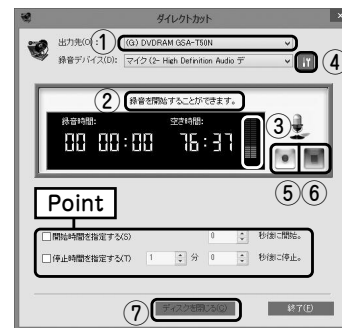 ダイレクトカット
出力先(O): ① (G:) DVDRAM GSA-T50N
録音デバイス(D): マイク (2- High Definition Audio デ ④
② 録音を開始することができます。
録音時間: 空き時間: ③
00 00:00 76:37
⑤⑥
Point
開始時間を指定する(S) 0 秒後に開始。
停止時間を指定する(T) 1 分 0 秒後に停止。
⑦ ディスクを閉じる(C) 終了(F)